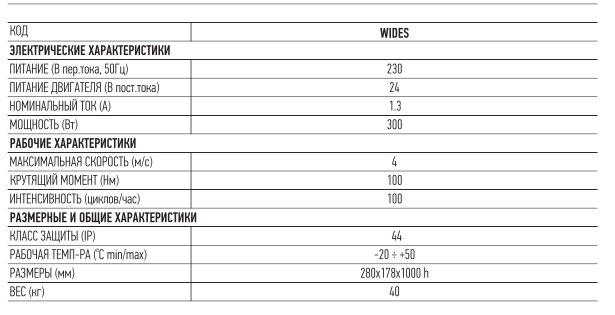 КОД WIDES
ЭЛЕКТРИЧЕСКИЕ ХАРАКТЕРИСТИКИ
ПИТАНИЕ (В пер.тока, 50Гц) 230
ПИТАНИЕ ДВИГАТЕЛЯ (В пост.тока) 24
НОМИНАЛЬНЫЙ ТОК (А) 1.3
МОЩНОСТЬ (Вт) 300
РАБОЧИЕ ХАРАКТЕРИСТИКИ
МАКСИМАЛЬНАЯ СКОРОСТЬ (м/с) 4
КРУТЯЩИЙ МОМЕНТ (Нм) 100
ИНТЕНСИВНОСТЬ (циклов/час) 100
РАЗМЕРНЫЕ И ОБЩИЕ ХАРАКТЕРИСТИКИ
КЛАСС ЗАЩИТЫ (IP) 44
РАБОЧАЯ ТЕМП-РА (°C min/max) -20 ÷ +50
РАЗМЕРЫ (мм) 280x178x1000 h
ВЕС (кг) 40